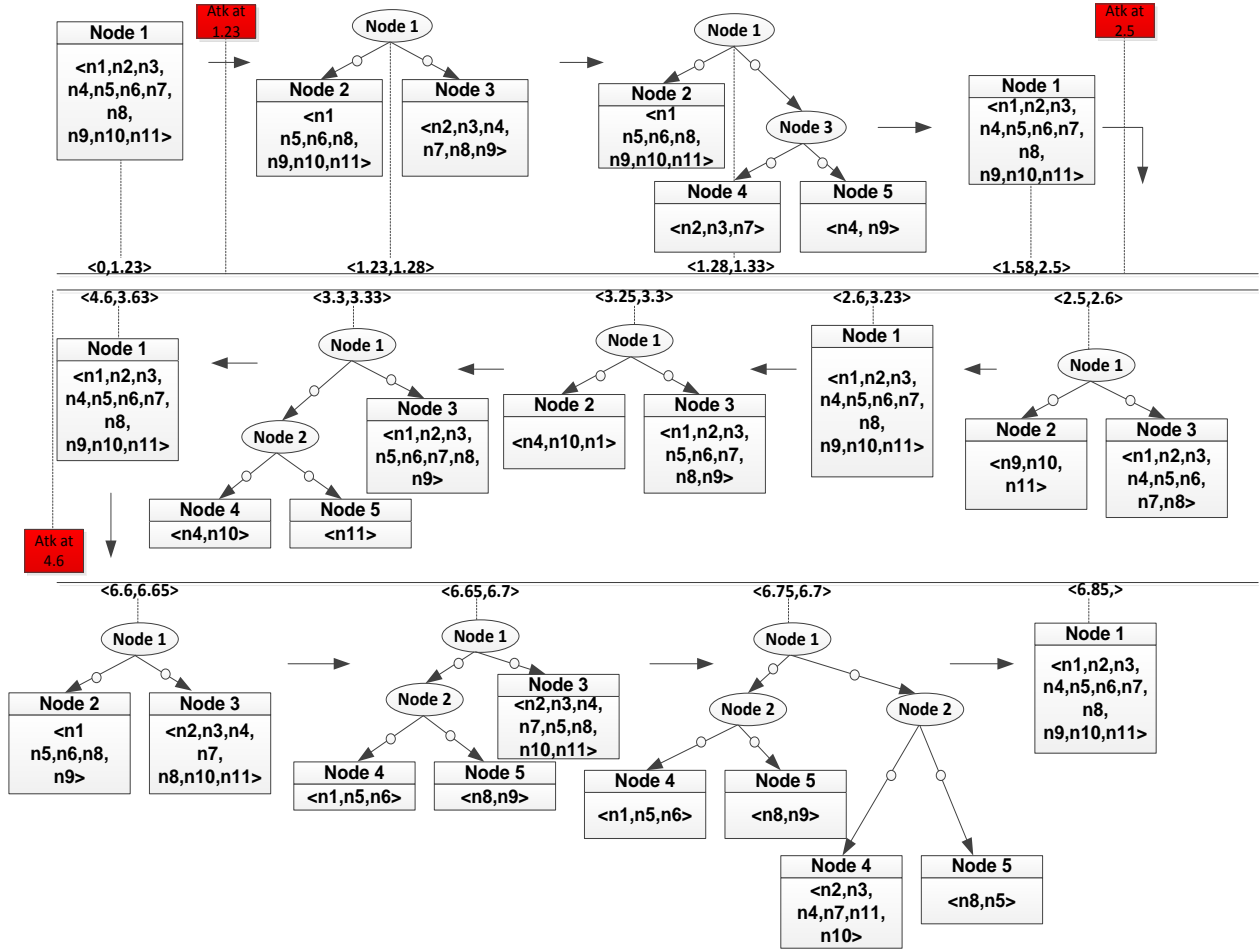 Atk at
1.23
Node 1
<n1,n2,n3,
n4,n5,n6,n7,
n8,
n9,n10,n11>
Node 1
Node 2
<n1
n5,n6,n8,
n9,n10,n11>
Node 3
<n2,n3,n4,
n7,n8,n9>
Node 1
Node 2
<n1
n5,n6,n8,
n9,n10,n11>
Node 3
Node 4
<n2,n3,n7>
Node 5
<n4, n9>
Node 1
<n1,n2,n3,
n4,n5,n6,n7,
n8,
n9,n10,n11>
Atk at
2.5
<0,1.23>
<1.23,1.28>
<1.28,1.33>
<1.58,2.5>
<4.6,3.63>
<3.3,3.33>
<3.25,3.3>
<2.6,3.23>
<2.5,2.6>
Node 1
<n1,n2,n3,
n4,n5,n6,n7,
n8,
n9,n10,n11>
Node 1
Node 2
Node 3
<n1,n2,n3,
n5,n6,n7,n8,
n9>
Node 4
<n4,n10>
Node 5
<n11>
Node 1
Node 2
<n4,n10,n1>
Node 3
<n1,n2,n3,
n5,n6,n7,
n8,n9>
Node 1
<n1,n2,n3,
n4,n5,n6,n7,
n8,
n9,n10,n11>
Node 1
Node 2
<n9,n10,
n11>
Node 3
<n1,n2,n3,
n4,n5,n6,
n7,n8>
Atk at
4.6
<6.6,6.65>
<6.65,6.7>
<6.75,6.7>
<6.85,>
Node 1
Node 2
<n1
n5,n6,n8,
n9>
Node 3
<n2,n3,n4,
n7,
n8,n10,n11>
Node 1
Node 2
Node 3
<n2,n3,n4,
n7,n5,n8,
n10,n11>
Node 4
<n1,n5,n6>
Node 5
<n8,n9>
Node 1
Node 2
Node 2
Node 4
<n1,n5,n6>
Node 5
<n8,n9>
Node 4
<n2,n3,
n4,n7,n11,
n10>
Node 5
<n8,n5>
Node 1
<n1,n2,n3,
n4,n5,n6,n7,
n8,
n9,n10,n11>